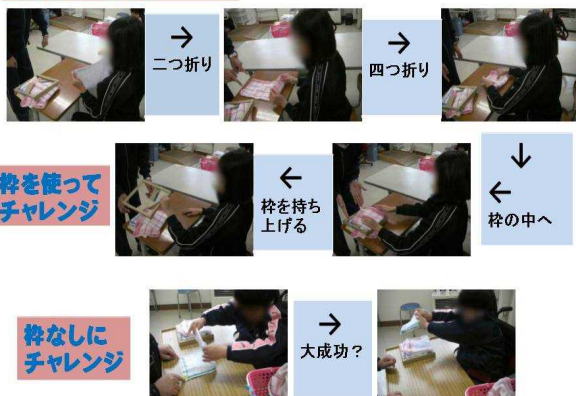 →
二つ折り
→
四つ折り
↓
←
枠の中へ
←
枠を持ち
上げる
枠を使って
チャレンジ
枠なしに
チャレンジ
→
大成功？